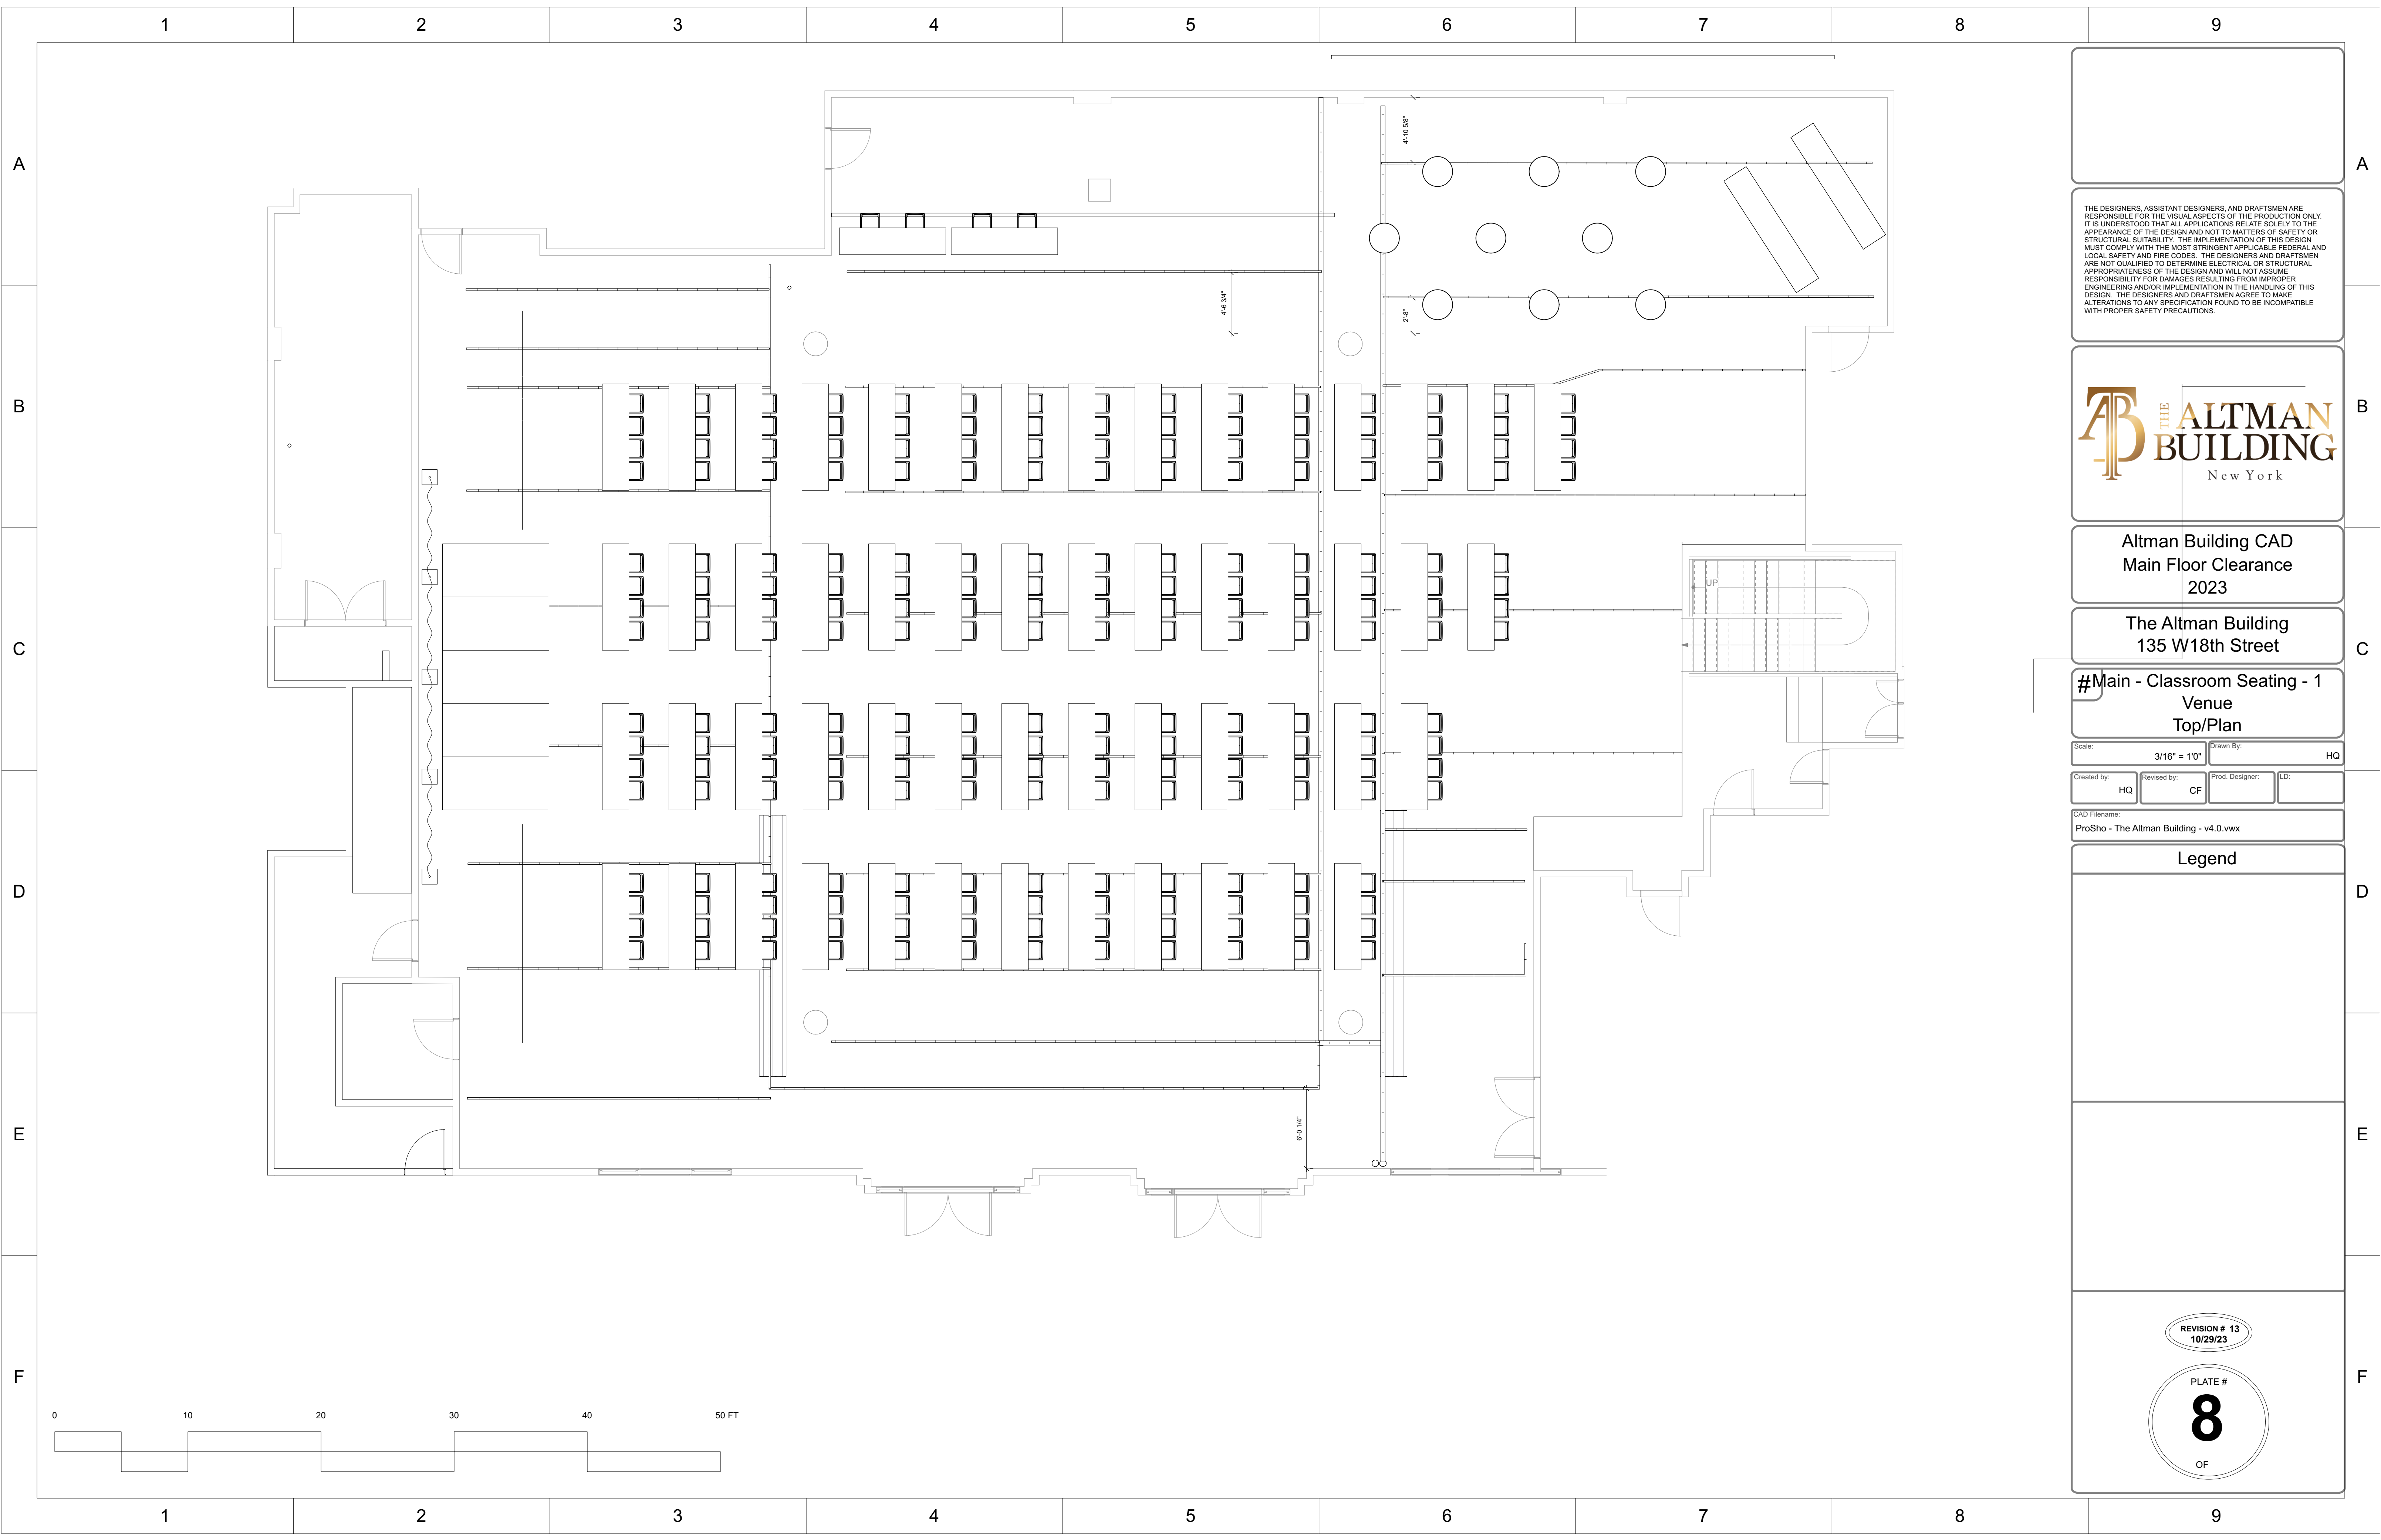 1 2 3 4 5 6 7 8 9
A A
B B
C C
D D
E E
F F
4'-10 5/8"
4'-6 3/4"
2'-8"
UP
6'-0 1/4"
0 10 20 30 40 50 FT
1 2 3 4 5 6 7 8 9
THE DESIGNERS, ASSISTANT DESIGNERS, AND DRAFTSMEN ARE
RESPONSIBLE FOR THE VISUAL ASPECTS OF THE PRODUCTION ONLY.
IT IS UNDERSTOOD THAT ALL APPLICATIONS RELATE SOLELY TO THE
APPEARANCE OF THE DESIGN AND NOT TO MATTERS OF SAFETY OR
STRUCTURAL SUITABILITY. THE IMPLEMENTATION OF THIS DESIGN
MUST COMPLY WITH THE MOST STRINGENT APPLICABLE FEDERAL AND
LOCAL SAFETY AND FIRE CODES. THE DESIGNERS AND DRAFTSMEN
ARE NOT QUALIFIED TO DETERMINE ELECTRICAL OR STRUCTURAL
APPROPRIATENESS OF THE DESIGN AND WILL NOT ASSUME
RESPONSIBILITY FOR DAMAGES RESULTING FROM IMPROPER
ENGINEERING AND/OR IMPLEMENTATION IN THE HANDLING OF THIS
DESIGN. THE DESIGNERS AND DRAFTSMEN AGREE TO MAKE
ALTERATIONS TO ANY SPECIFICATION FOUND TO BE INCOMPATIBLE
WITH PROPER SAFETY PRECAUTIONS.
THE ALTMAN
BUILDING
New York
Altman Building CAD
Main Floor Clearance
2023
The Altman Building
135 W18th Street
#Main - Classroom Seating - 1
Venue
Top/Plan
Scale: 3/16" = 1'0" Drawn By: HQ
Created by: HQ Revised by: CF Prod. Designer: LD:
CAD Filename:
ProSho - The Altman Building - v4.0.vwx
Legend
REVISION # 13
10/29/23
PLATE #
8
OF